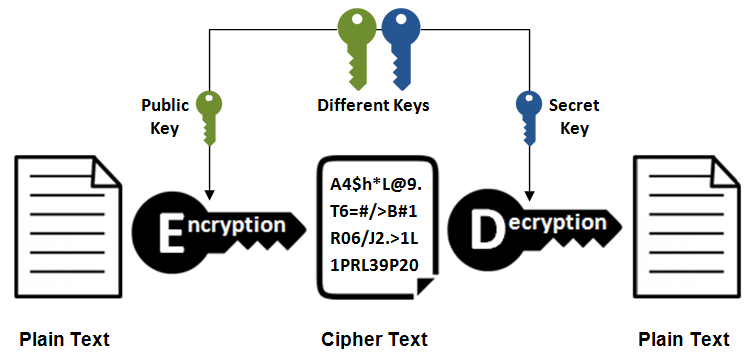 Public
Key
Different Keys
Secret
Key
Encryption
A4$h*L@9.
T6=#/>B#1
R06/J2.>1L
1PRL39P20
Decryption
Plain Text
Cipher Text
Plain Text